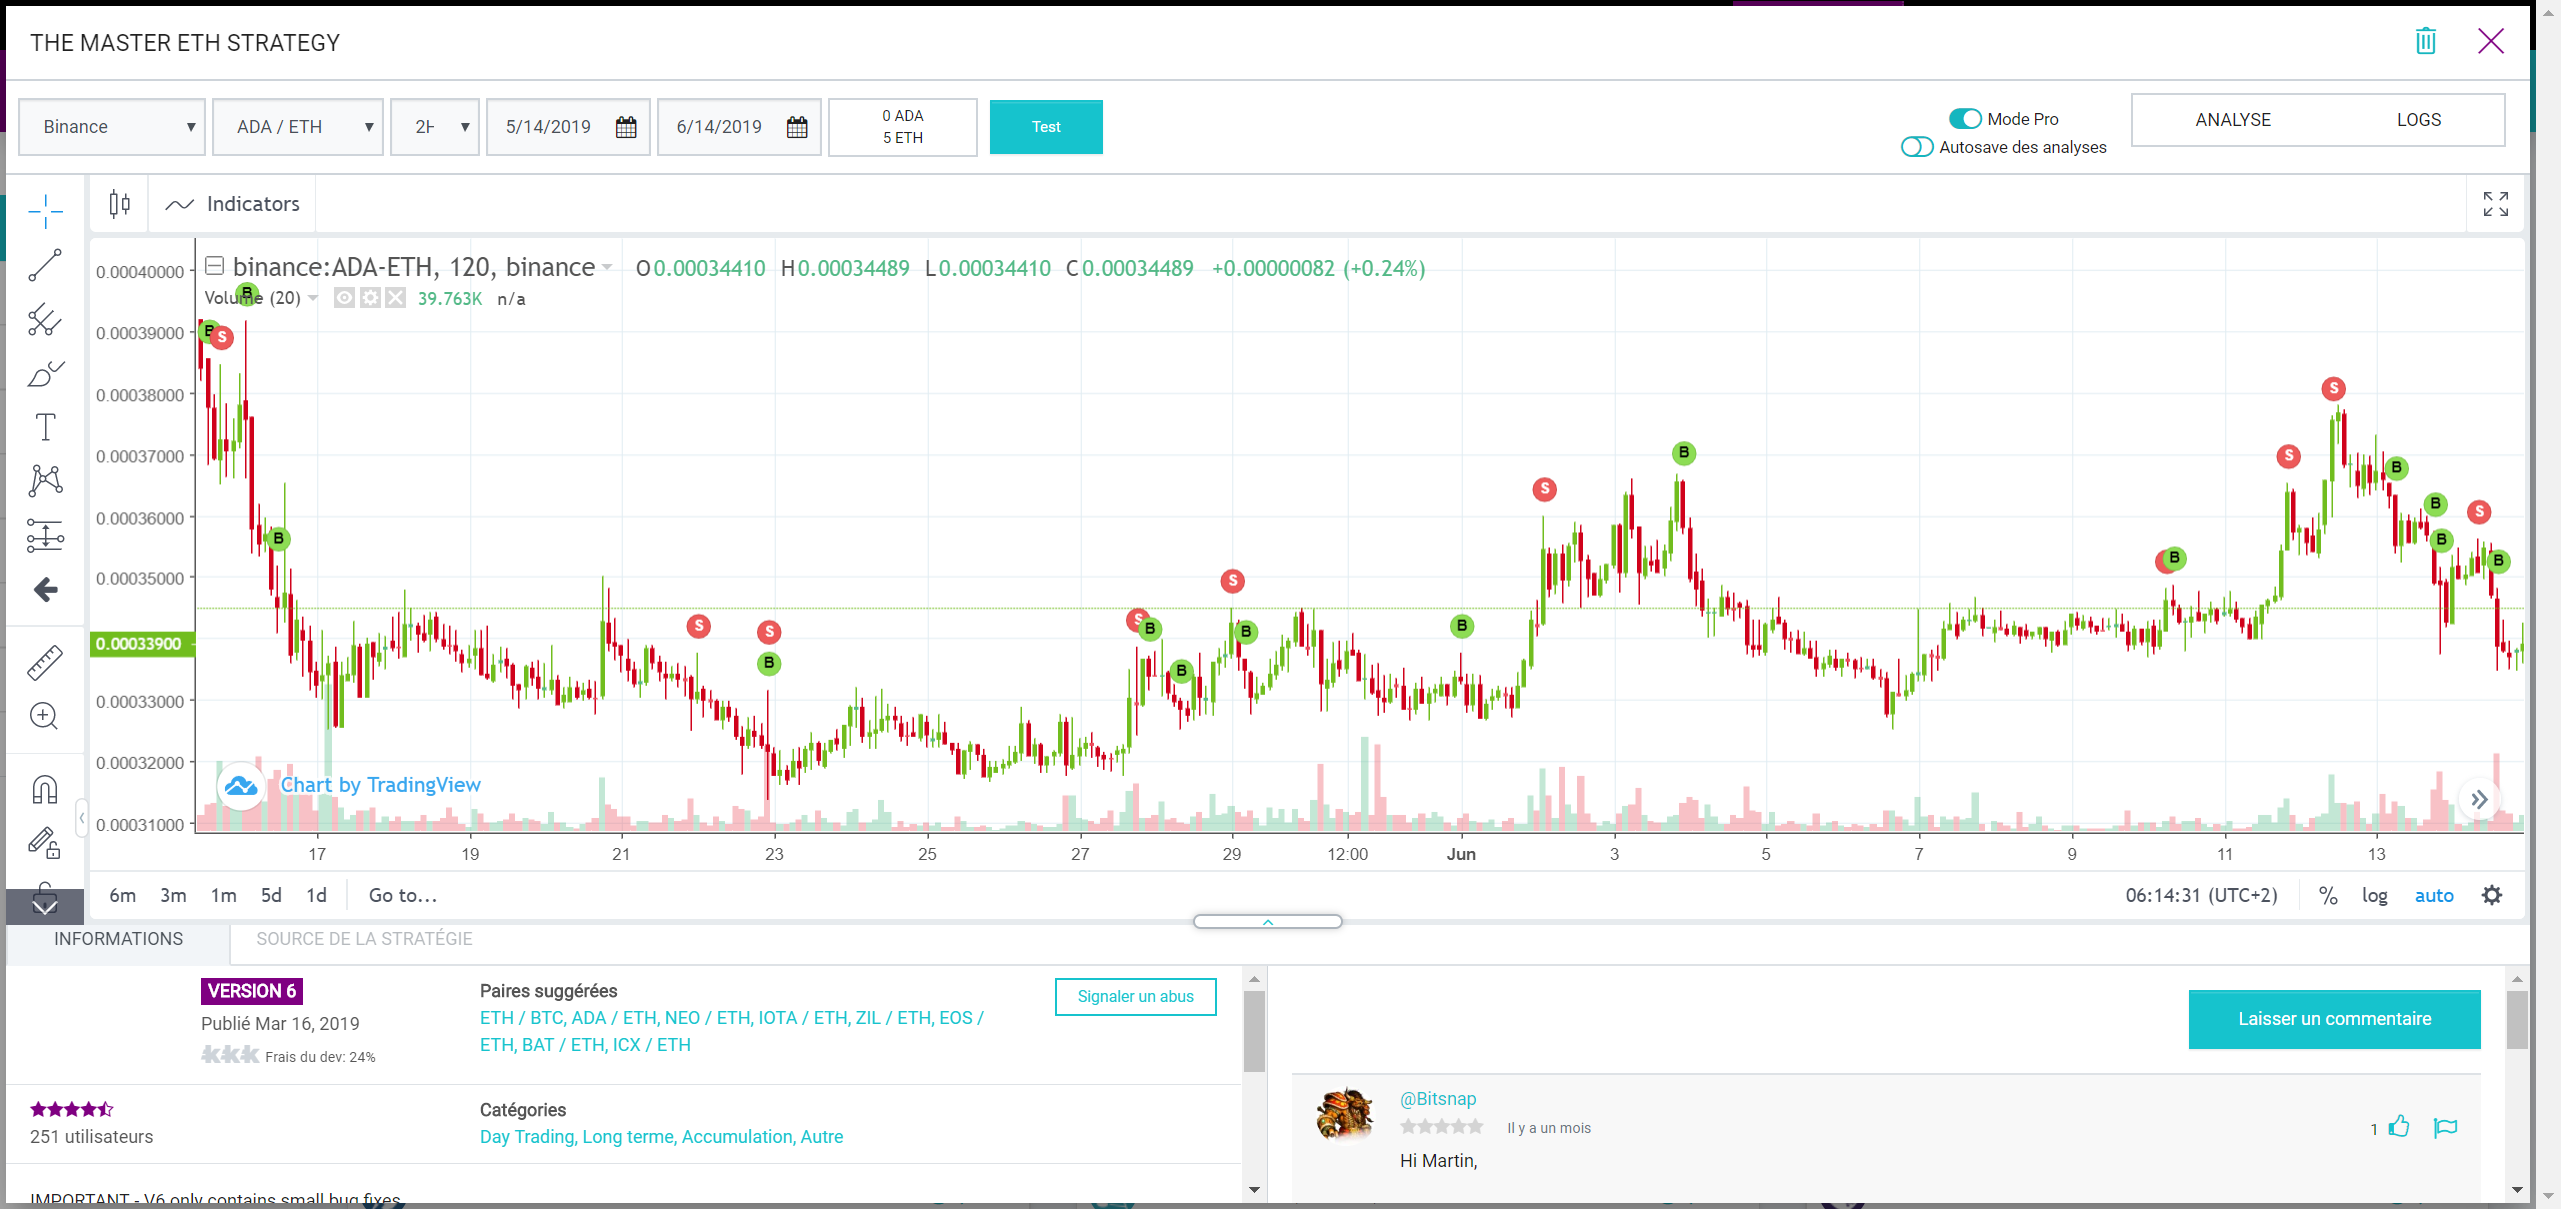 THE MASTER ETH STRATEGY
Binance ADA / ETH 2H 5/14/2019 6/14/2019
0 ADA
5 ETH
Test
Mode Pro
Autosave des analyses
ANALYSE LOGS
Indicators
binance:ADA-ETH, 120, binance O0.00034410 H0.00034489 L0.00034410 C0.00034489 +0.00000082 (+0.24%)
Volume (20) 39.763K n/a
0.00040000
0.00039000
0.00038000
0.00037000
0.00036000
0.00035000
0.00033900
0.00033000
0.00032000
0.00031000
B
B S
B
S
S
B
S B
B
S
B
B
S
B
B
S
S
B
B
B
S
B
Chart by TradingView
17 19 21 23 25 27 29 12:00 Jun 3 5 7 9 11 13
6m 3m 1m 5d 1d Go to...
06:14:31 (UTC+2) % log auto
INFORMATIONS SOURCE DE LA STRATÉGIE
VERSION 6
Publié Mar 16, 2019
Frais du dev: 24%
Paires suggérées
ETH / BTC, ADA / ETH, NEO / ETH, IOTA / ETH, ZIL / ETH, EOS /
ETH, BAT / ETH, ICX / ETH
Signaler un abus
251 utilisateurs
Catégories
Day Trading, Long terme, Accumulation, Autre
IMPORTANT - V6 only contains small bug fixes
Laisser un commentaire
@Bitsnap
Il y a un mois
1
Hi Martin,